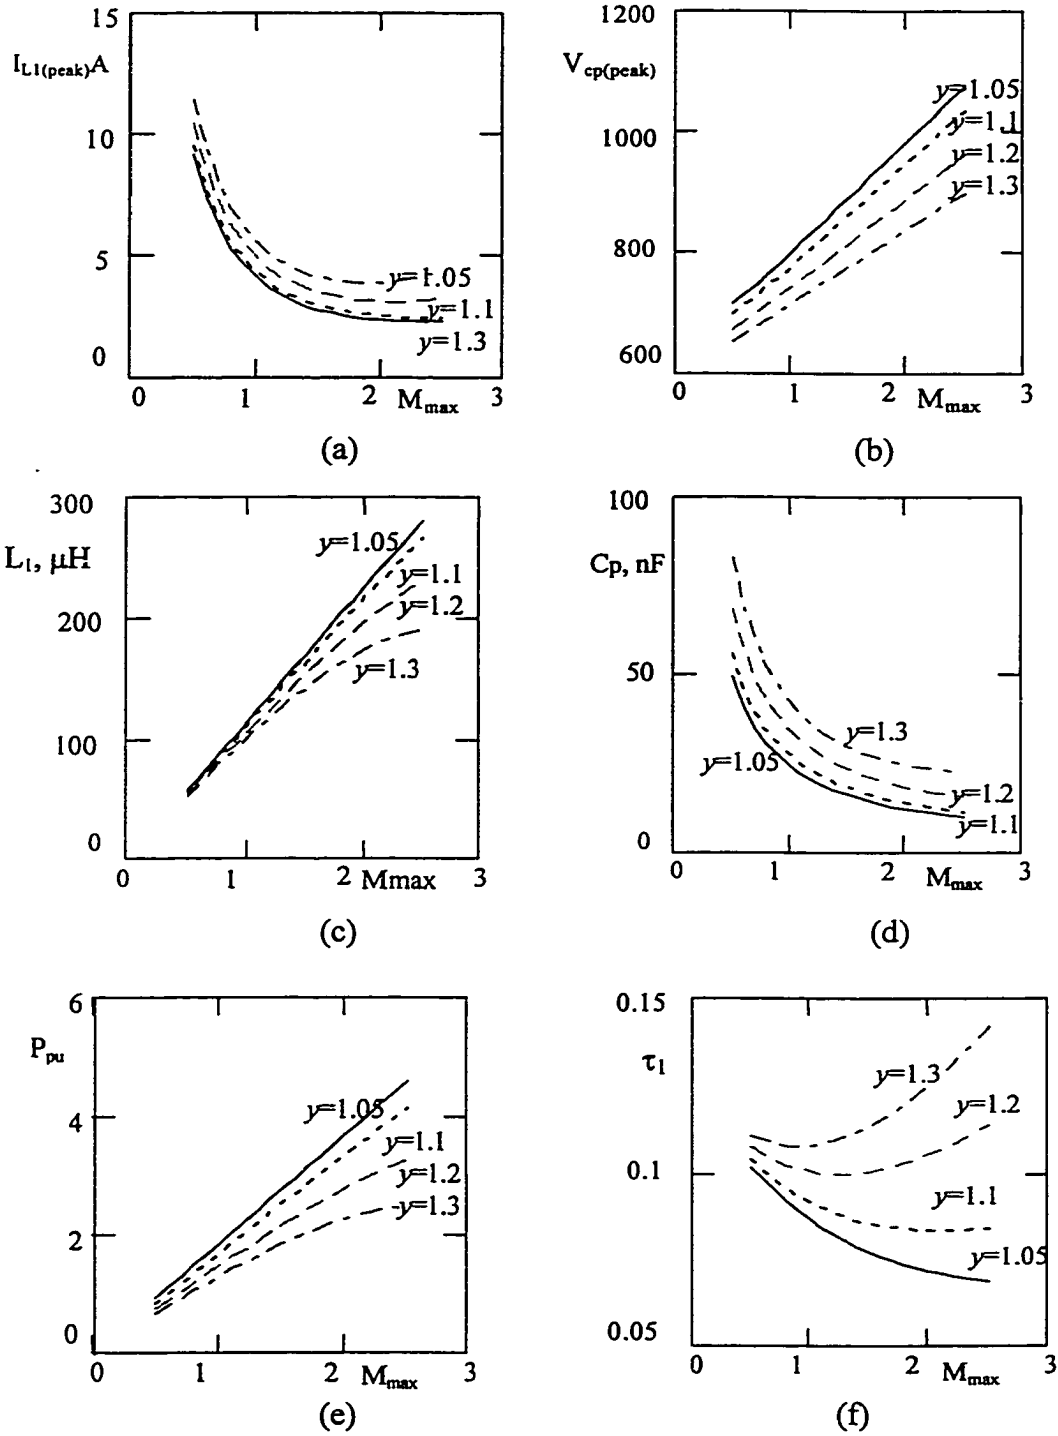 15
I_L1(peak) A
10
5
0
y=1.05
y=1.1
y=1.3
0 1 2 M_max 3
(a)
1200
V_cp(peak)
1000
800
600
y=1.05
y=1.1
y=1.2
y=1.3
0 1 2 M_max 3
(b)
300
L_1, μH
200
100
0
y=1.05
y=1.1
y=1.2
y=1.3
0 1 2 Mmax 3
(c)
100
Cp, nF
50
0
y=1.3
y=1.05
y=1.2
y=1.1
0 1 2 M_max 3
(d)
6
P_pu
4
2
0
y=1.05
y=1.1
y=1.2
y=1.3
0 1 2 M_max 3
(e)
0.15
τ_1
0.1
0.05
y=1.3
y=1.2
y=1.1
y=1.05
0 1 2 M_max 3
(f)